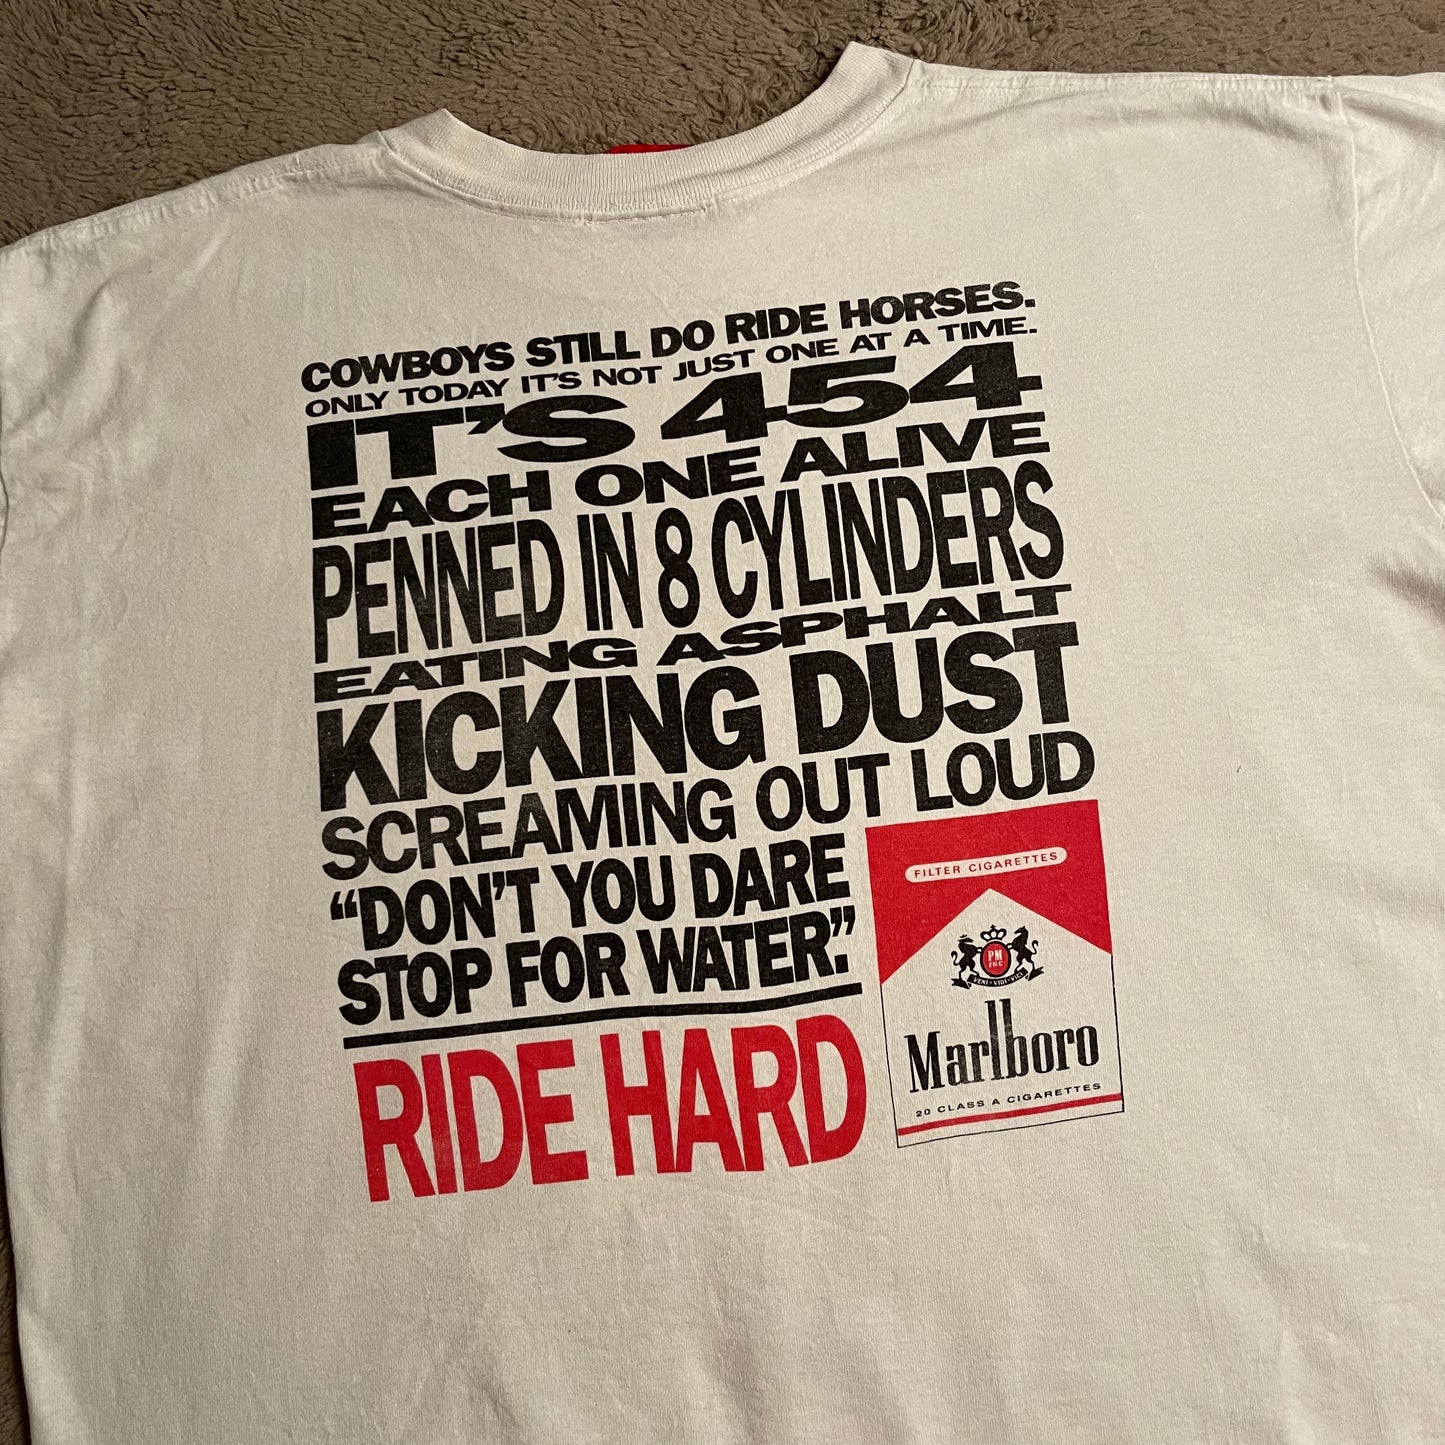 COWBOYS STILL DO RIDE HORSES.
ONLY TODAY IT'S NOT JUST ONE AT A TIME.
IT'S 454
EACH ONE ALIVE
PENNED IN 8 CYLINDERS
EATING ASPHALT
KICKING DUST
SCREAMING OUT LOUD
"DON'T YOU DARE
STOP FOR WATER."
RIDE HARD
FILTER CIGARETTES
PM
INC
VENI·VIDI·VICI
Marlboro
20 CLASS A CIGARETTES